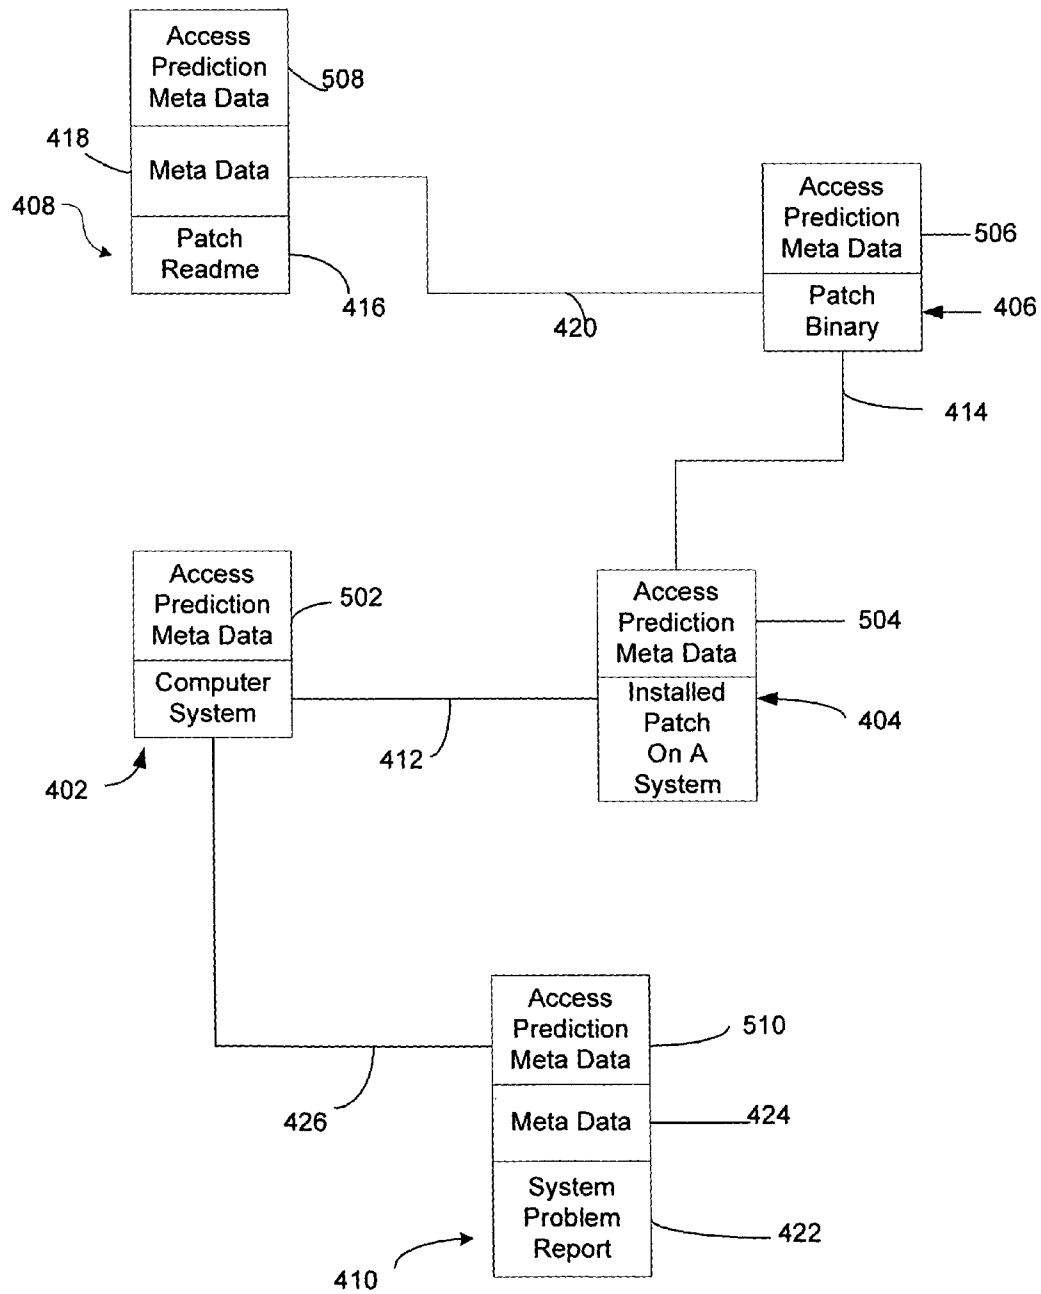 Access
Prediction
Meta Data
508
418
Meta Data
408
Patch
Readme
416
420
Access
Prediction
Meta Data
506
Patch
Binary
406
414
Access
Prediction
Meta Data
502
Computer
System
402
412
Access
Prediction
Meta Data
504
Installed
Patch
On A
System
404
426
Access
Prediction
Meta Data
510
Meta Data
424
System
Problem
Report
422
410